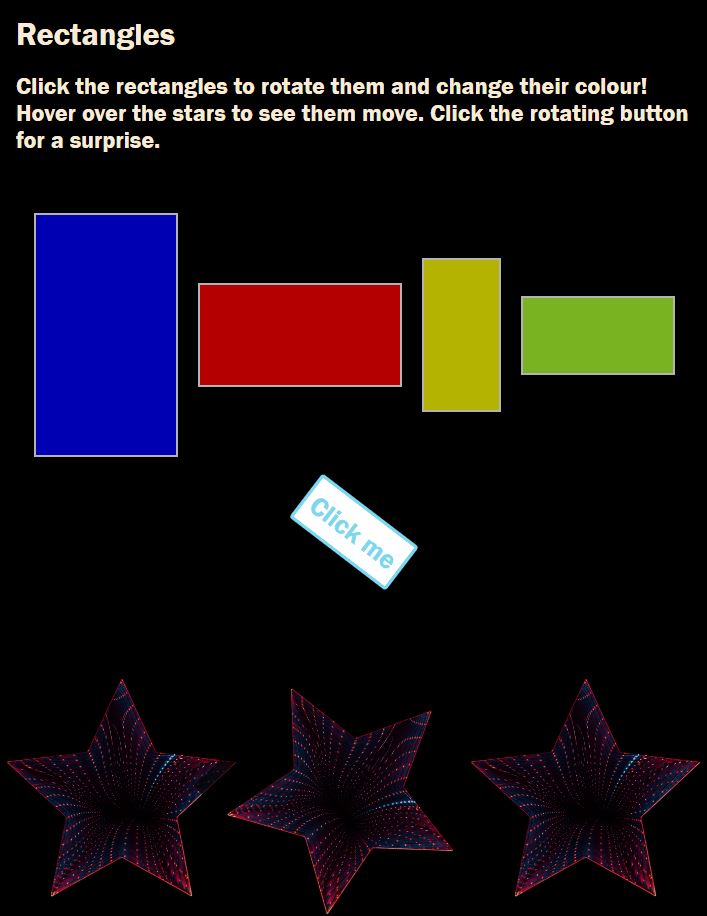 Rectangles
Click the rectangles to rotate them and change their colour!
Hover over the stars to see them move. Click the rotating button
for a surprise.
Click me